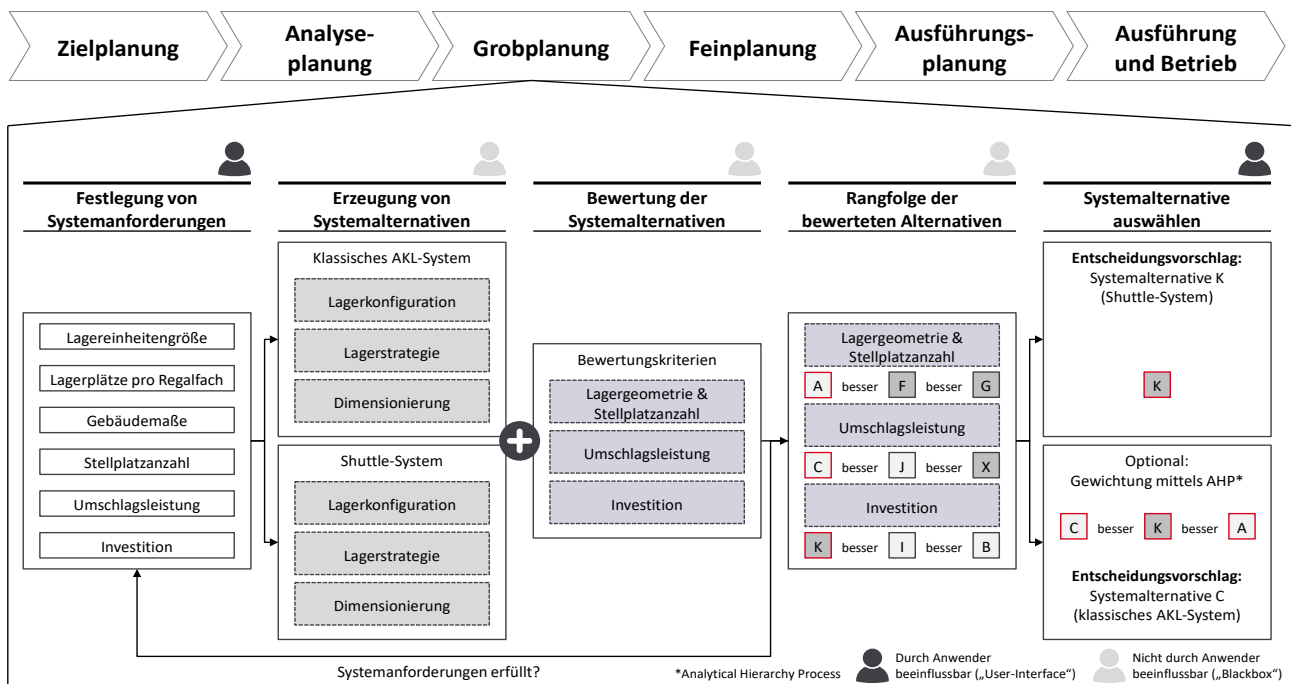 Zielplanung
Analyse-
planung
Grobplanung
Feinplanung
Ausführungs-
planung
Ausführung
und Betrieb
Festlegung von
Systemanforderungen
Lagereinheitengröße
Lagerplätze pro Regalfach
Gebäudemaße
Stellplatzanzahl
Umschlagsleistung
Investition
Erzeugung von
Systemalternativen
Klassisches AKL-System
Lagerkonfiguration
Lagerstrategie
Dimensionierung
Shuttle-System
Lagerkonfiguration
Lagerstrategie
Dimensionierung
Bewertung der
Systemalternativen
Bewertungskriterien
Lagergeometrie &
Stellplatzanzahl
Umschlagsleistung
Investition
Rangfolge der
bewerteten Alternativen
Lagergeometrie &
Stellplatzanzahl
A besser F besser G
Umschlagsleistung
C besser J besser X
Investition
K besser I besser B
Systemalternative
auswählen
Entscheidungsvorschlag:
Systemalternative K
(Shuttle-System)
K
Optional:
Gewichtung mittels AHP*
C besser K besser A
Entscheidungsvorschlag:
Systemalternative C
(klassisches AKL-System)
Systemanforderungen erfüllt?
*Analytical Hierarchy Process
Durch Anwender
beeinflussbar („User-Interface“)
Nicht durch Anwender
beeinflussbar („Blackbox“)